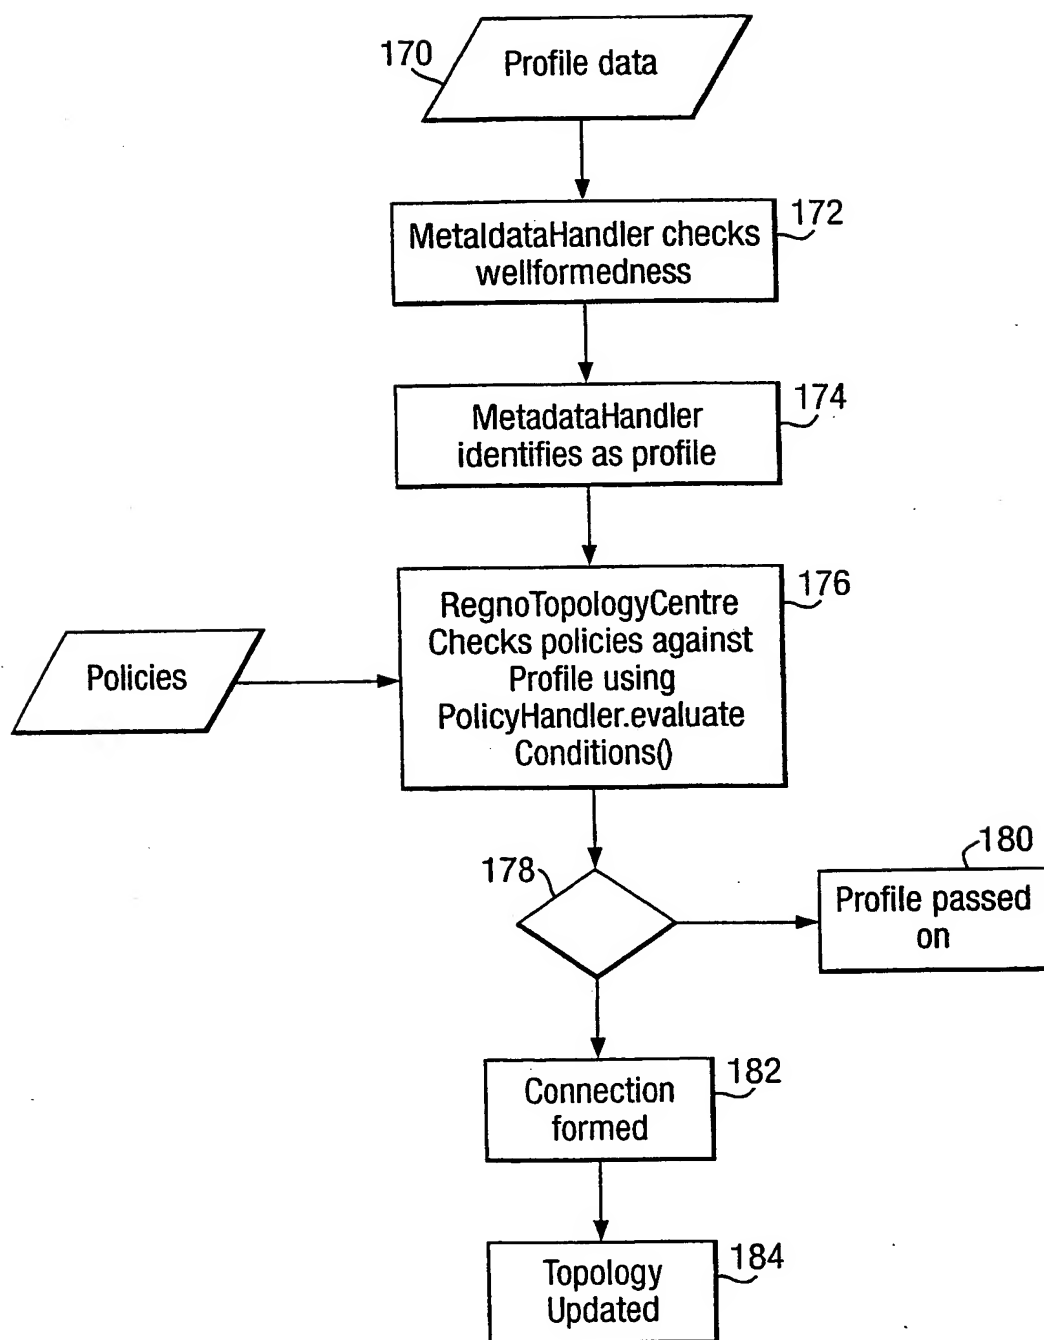 170
Profile data
172
MetaldataHandler checks
wellformedness
174
MetadataHandler
identifies as profile
176
RegnoTopologyCentre
Checks policies against
Profile using
PolicyHandler.evaluate
Conditions()
Policies
178
180
Profile passed
on
182
Connection
formed
184
Topology
Updated